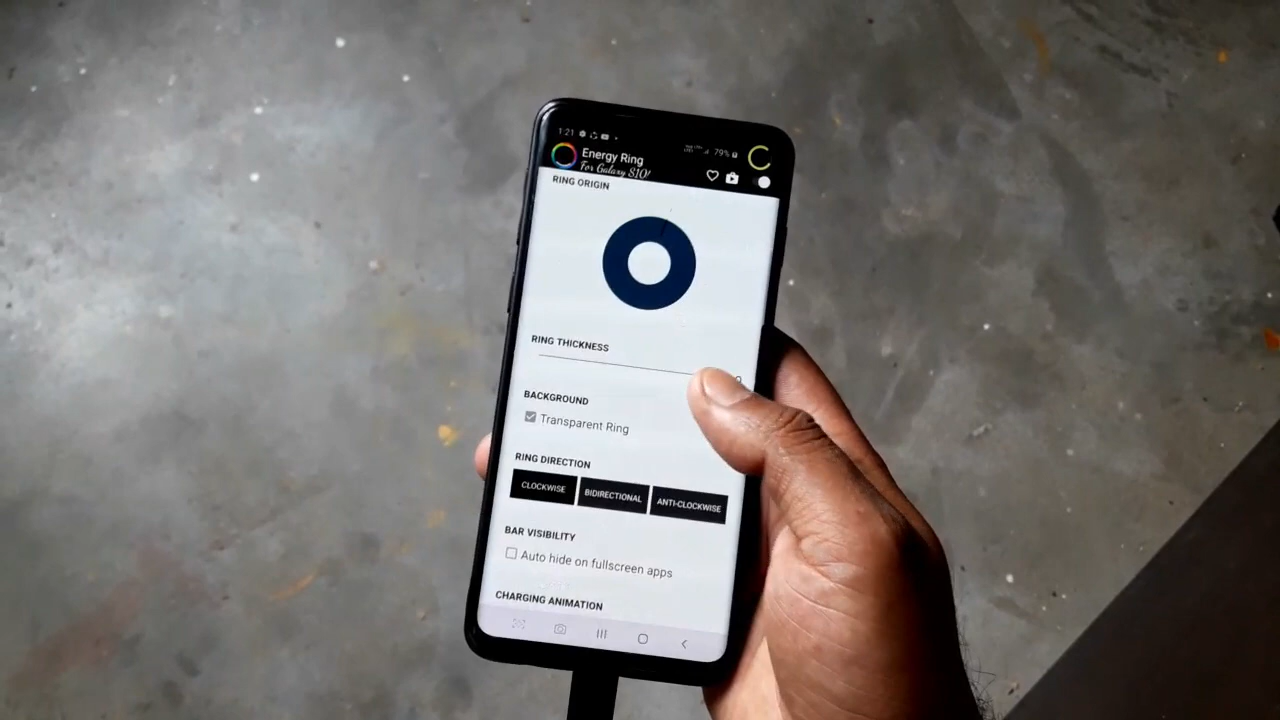 1:21
79%
Energy Ring
For Galaxy S10!
RING ORIGIN
RING THICKNESS
BACKGROUND
Transparent Ring
RING DIRECTION
CLOCKWISE BIDIRECTIONAL ANTI-CLOCKWISE
BAR VISIBILITY
Auto hide on fullscreen apps
CHARGING ANIMATION